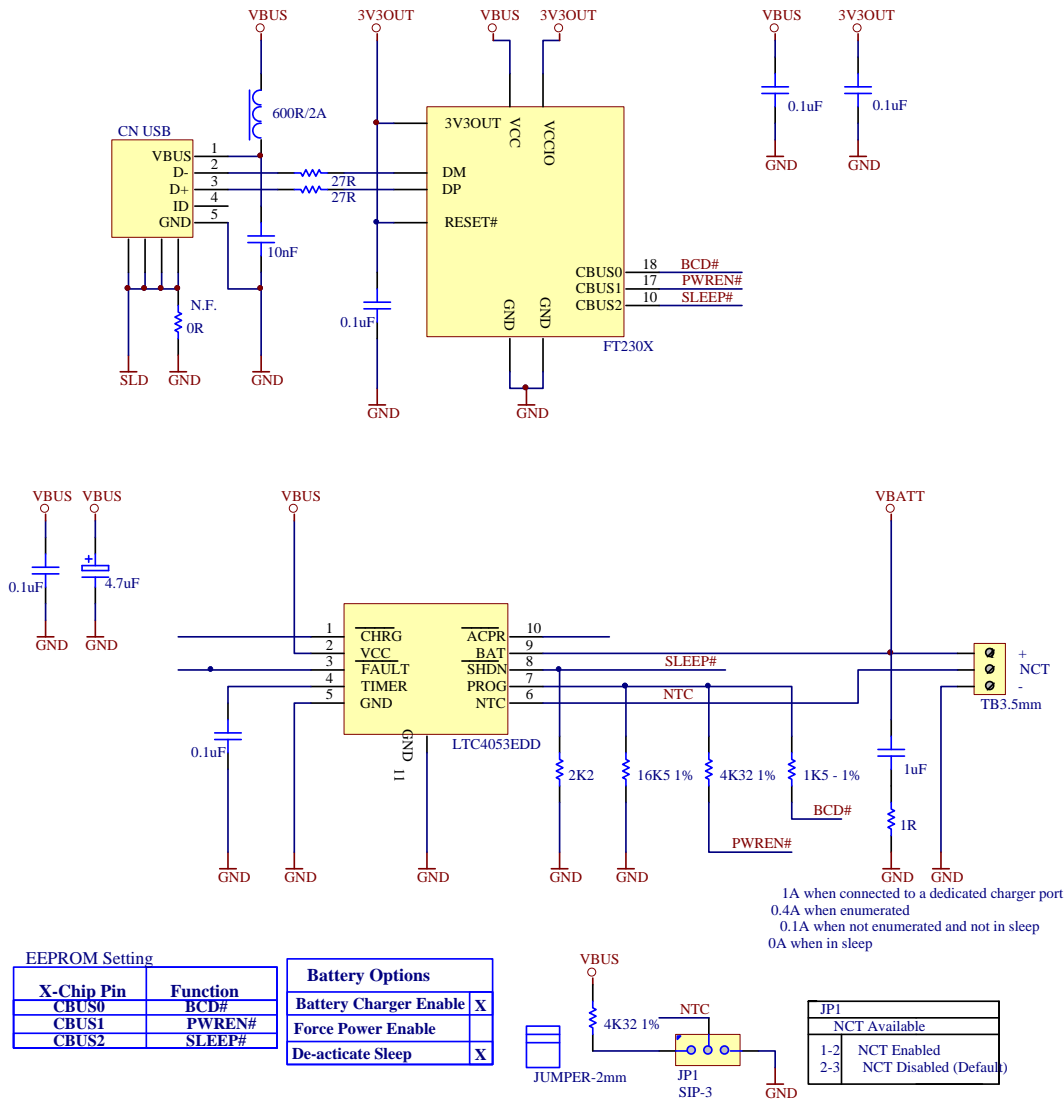 VBUS 3V3OUT VBUS 3V3OUT VBUS 3V3OUT
600R/2A
0.1uF 0.1uF
CN USB
3V3OUT
VCC
VCCIO
VBUS 1
D- 2
27R
DM
D+ 3
27R
DP
ID 4
GND 5
RESET#
GND GND
10nF
CBUS0 18 BCD#
CBUS1 17 PWREN#
CBUS2 10 SLEEP#
N.F.
0R
0.1uF
GND
GND
FT230X
SLD GND GND
GND GND
VBUS VBUS VBUS VBATT
0.1uF
+
4.7uF
GND GND
1 CHRG
2 VCC
3 FAULT
4 TIMER
5 GND
ACPR 10
BAT 9
SHDN 8 SLEEP#
PROG 7
NTC 6 NTC
GND
11
LTC4053EDD
+
NCT
-
TB3.5mm
0.1uF
2K2
16K5 1%
4K32 1%
1K5 - 1%
1uF
BCD#
1R
PWREN#
GND GND GND GND GND GND GND
1A when connected to a dedicated charger port
0.4A when enumerated
0.1A when not enumerated and not in sleep
0A when in sleep
EEPROM Setting
X-Chip Pin Function
CBUS0 BCD#
CBUS1 PWREN#
CBUS2 SLEEP#
Battery Options
Battery Charger Enable X
Force Power Enable
De-acticate Sleep X
VBUS
4K32 1%
NTC
JUMPER-2mm
JP1
SIP-3
GND
JP1
NCT Available
1-2 NCT Enabled
2-3 NCT Disabled (Default)